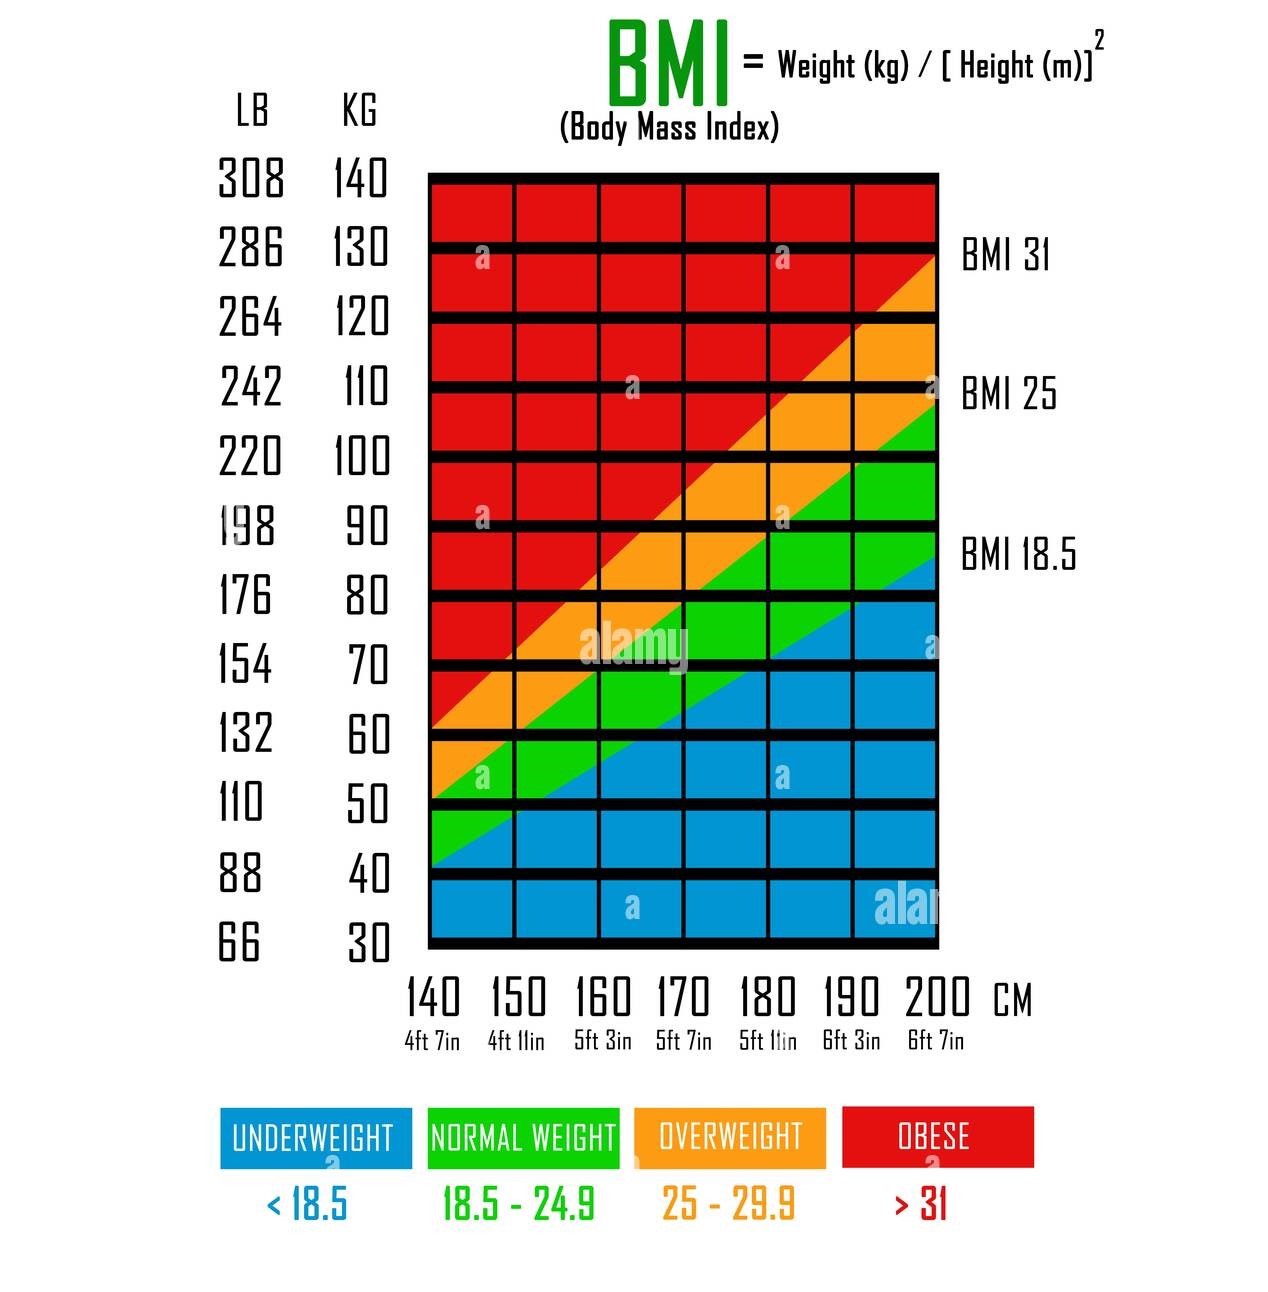 BMI = Weight (kg) / [ Height (m)]²
(Body Mass Index)
LB KG
308 140
286 130
BMI 31
264 120
242 110
BMI 25
220 100
198 90
BMI 18.5
176 80
154 70
132 60
110 50
88 40
66 30
140 150 160 170 180 190 200 CM
4ft 7in 4ft 11in 5ft 3in 5ft 7in 5ft 11in 6ft 3in 6ft 7in
UNDERWEIGHT NORMAL WEIGHT OVERWEIGHT OBESE
< 18.5 18.5 - 24.9 25 - 29.9 > 31
a a
a a
a a
alamy
a
a a
a
alam
a a a